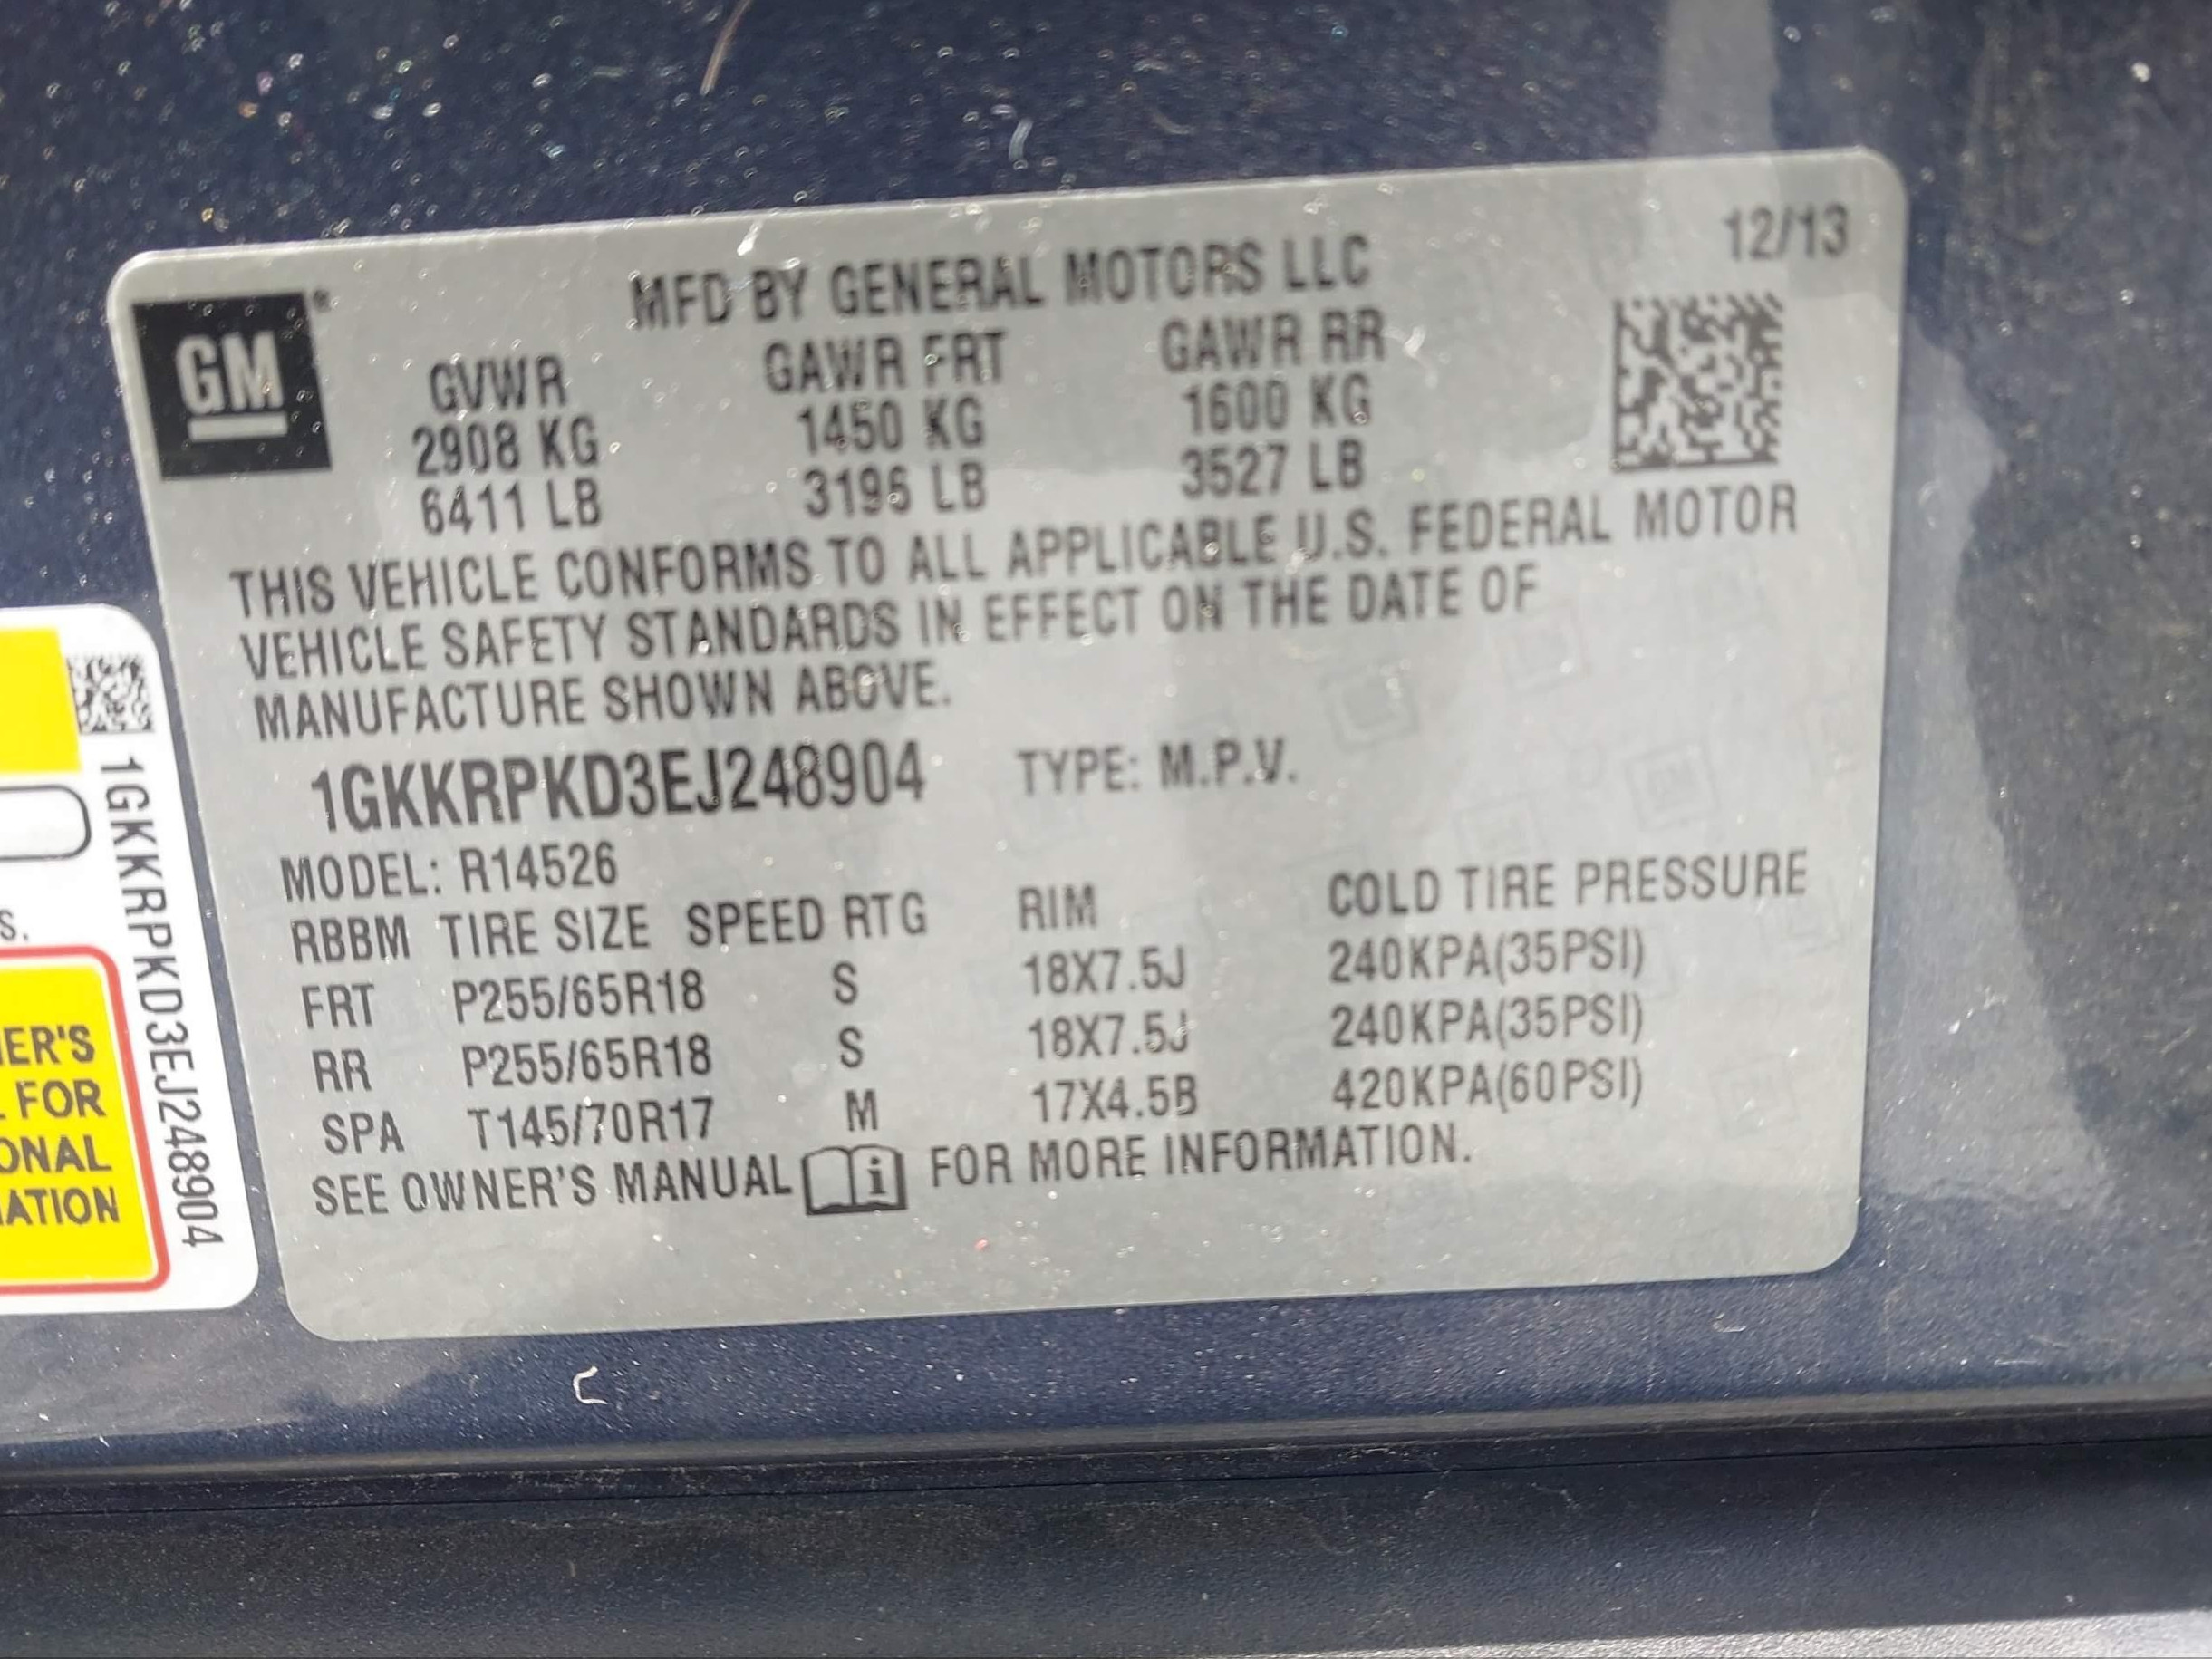 12/13
GM®
MFD BY GENERAL MOTORS LLC
GVWR GAWR FRT GAWR RR
2908 KG 1450 KG 1600 KG
6411 LB 3196 LB 3527 LB
THIS VEHICLE CONFORMS TO ALL APPLICABLE U.S. FEDERAL MOTOR
VEHICLE SAFETY STANDARDS IN EFFECT ON THE DATE OF
MANUFACTURE SHOWN ABOVE.
1GKKRPKD3EJ248904 TYPE: M.P.V.
MODEL: R14526
RBBM TIRE SIZE SPEED RTG RIM COLD TIRE PRESSURE
FRT P255/65R18 S 18X7.5J 240KPA(35PSI)
RR P255/65R18 S 18X7.5J 240KPA(35PSI)
SPA T145/70R17 M 17X4.5B 420KPA(60PSI)
SEE OWNER'S MANUAL i FOR MORE INFORMATION.
1GKKRPKD3EJ248904
S.
FOR